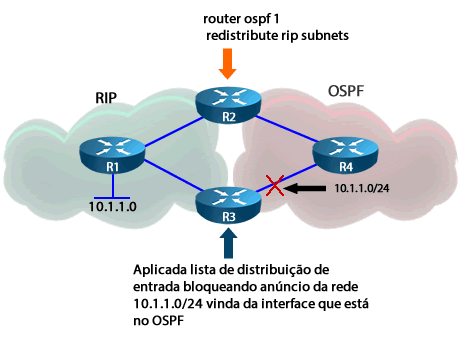 router ospf 1
redistribute rip subnets
RIP
OSPF
R2
R1
R4
10.1.1.0/24
10.1.1.0
R3
Aplicada lista de distribuição de
entrada bloqueando anúncio da rede
10.1.1.0/24 vinda da interface que está
no OSPF